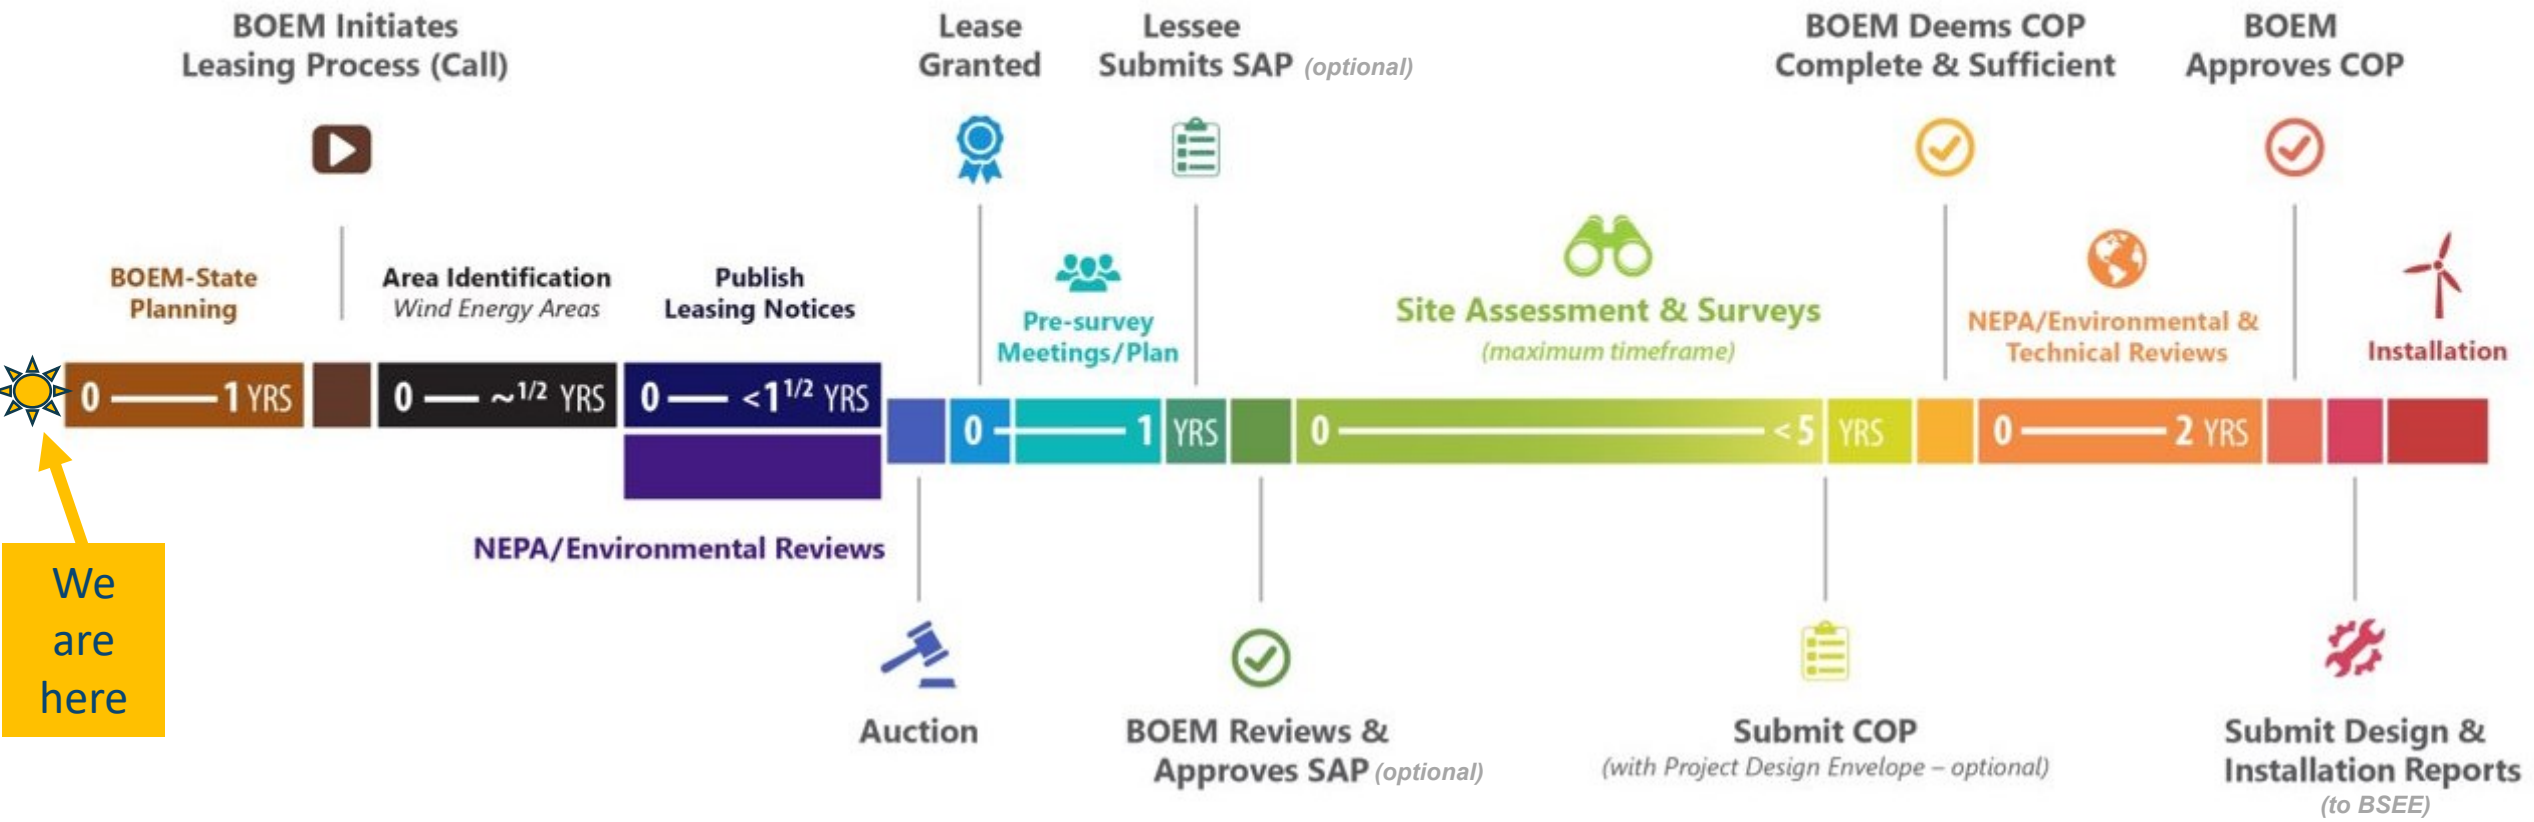 BOEM Initiates
Leasing Process (Call)
Lease
Granted
Lessee
Submits SAP (optional)
BOEM Deems COP
Complete & Sufficient
BOEM
Approves COP
BOEM-State
Planning
Area Identification
Wind Energy Areas
Publish
Leasing Notices
Pre-survey
Meetings/Plan
Site Assessment & Surveys
(maximum timeframe)
NEPA/Environmental &
Technical Reviews
Installation
0 1 YRS
0 ~1/2 YRS
0 <1 1/2 YRS
0 1 YRS
0 <5 YRS
0 2 YRS
NEPA/Environmental Reviews
We
are
here
Auction
BOEM Reviews &
Approves SAP (optional)
Submit COP
(with Project Design Envelope – optional)
Submit Design &
Installation Reports
(to BSEE)